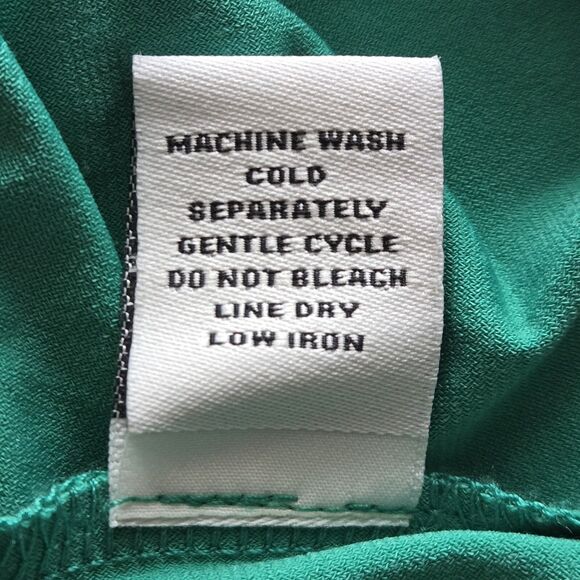 MACHINE WASH
COLD
SEPARATELY
GENTLE CYCLE
DO NOT BLEACH
LINE DRY
LOW IRON